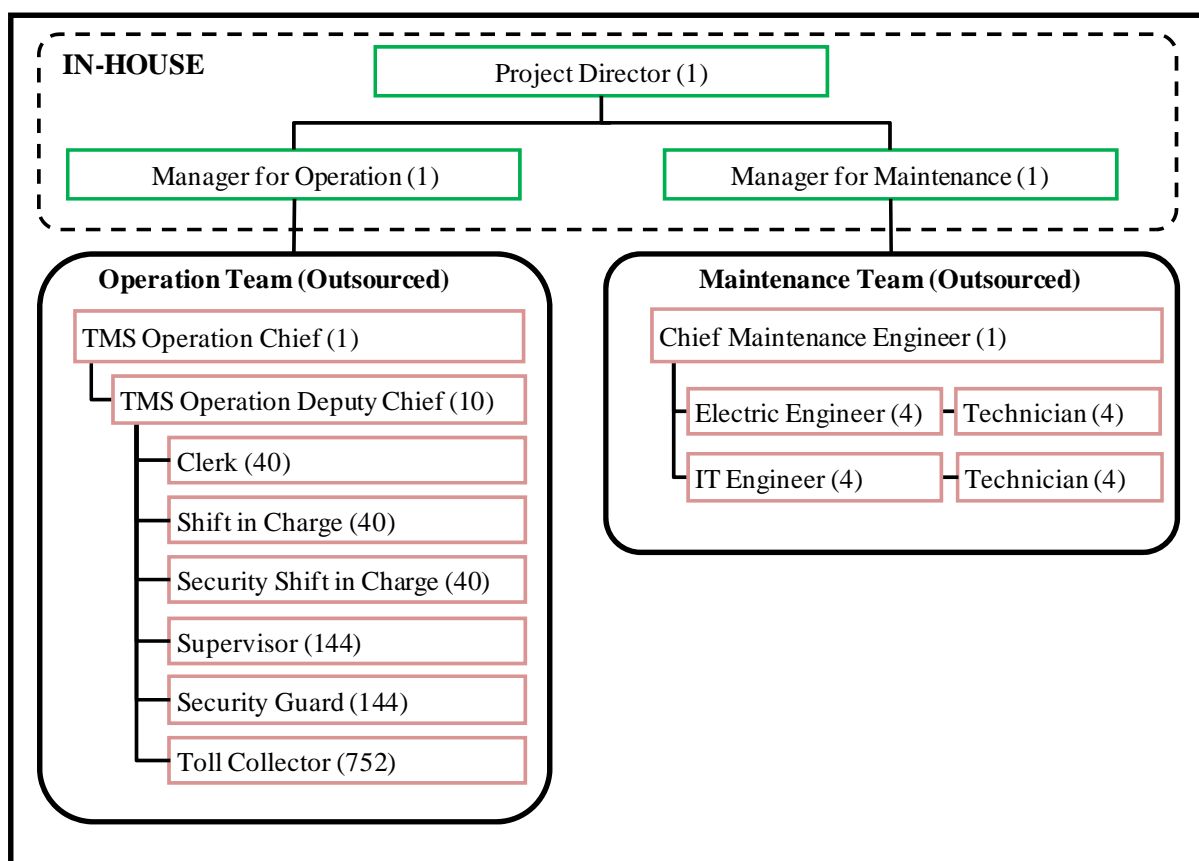 IN-HOUSE
Project Director (1)
Manager for Operation (1)
Manager for Maintenance (1)
Operation Team (Outsourced)
TMS Operation Chief (1)
TMS Operation Deputy Chief (10)
Clerk (40)
Shift in Charge (40)
Security Shift in Charge (40)
Supervisor (144)
Security Guard (144)
Toll Collector (752)
Maintenance Team (Outsourced)
Chief Maintenance Engineer (1)
Electric Engineer (4)
Technician (4)
IT Engineer (4)
Technician (4)